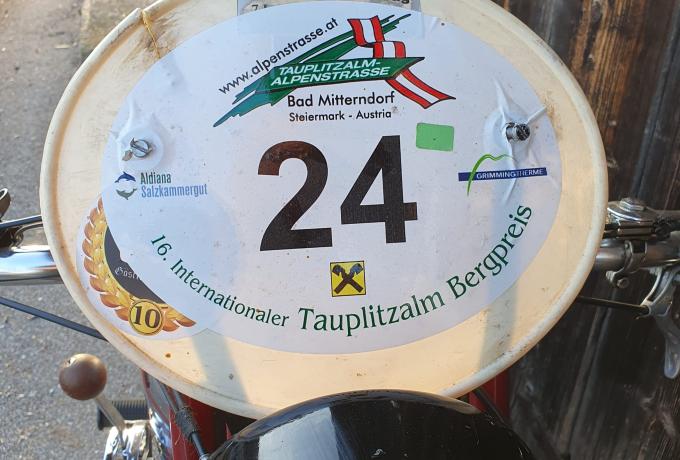 www.alpenstrasse.at
TAUPLITZALM-
ALPENSTRASSE
Bad Mitterndorf
Steiermark - Austria
24
Aldiana
Salzkammergut
GRIMMINGTHERME
16. Internationaler Tauplitzalm Bergpreis
10